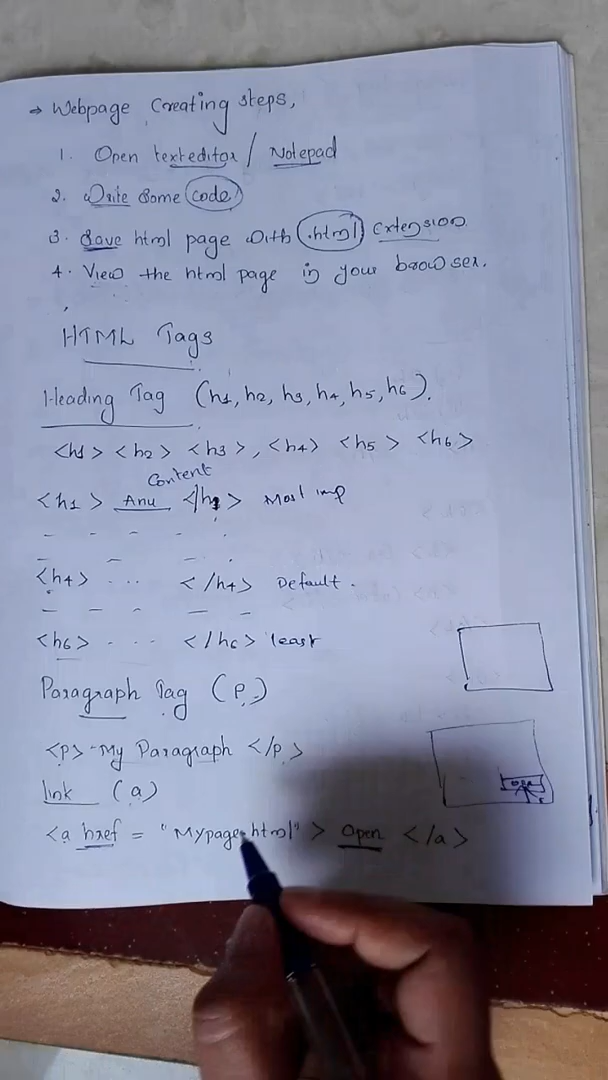 → Webpage Creating steps,
1. Open texteditor / Notepad
2. Write Some code
3. Save html page with .html extension
4. View the html page in your browser.
HTML Tags
Heading Tag (h1, h2, h3, h4, h5, h6).
<h1> <h2> <h3>, <h4> <h5> <h6>
Content
<h1> Anu </h1> Most imp
<h4> ... </h4> Default.
<h6> ... </h6> least
Paragraph Tag (P)
<p> My Paragraph </p>
link (a)
<a href = "Mypage.html"> Open </a>